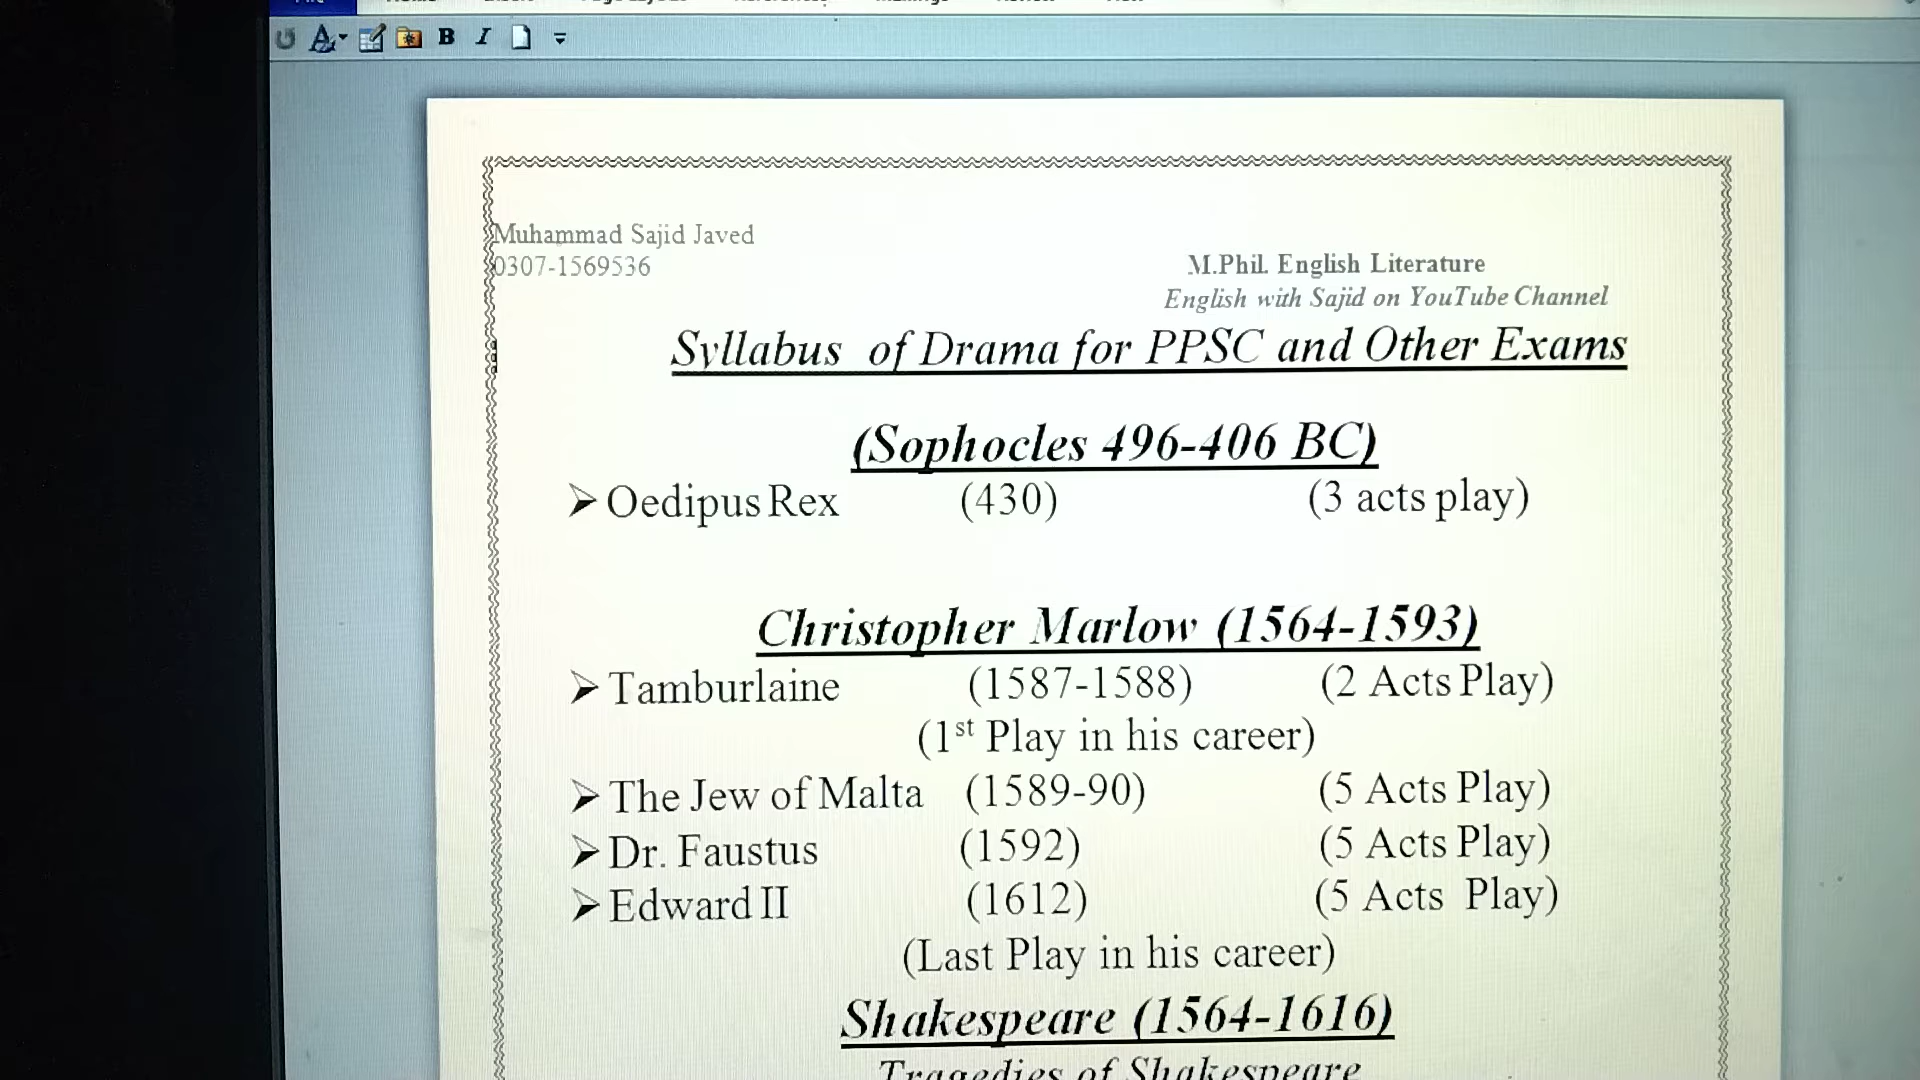 B I
Muhammad Sajid Javed
0307-1569536
M.Phil. English Literature
English with Sajid on YouTube Channel
Syllabus of Drama for PPSC and Other Exams
(Sophocles 496-406 BC)
➢ Oedipus Rex (430) (3 acts play)
Christopher Marlow (1564-1593)
➢ Tamburlaine (1587-1588) (2 Acts Play)
(1st Play in his career)
➢ The Jew of Malta (1589-90) (5 Acts Play)
➢ Dr. Faustus (1592) (5 Acts Play)
➢ Edward II (1612) (5 Acts Play)
(Last Play in his career)
Shakespeare (1564-1616)
Tragedies of Shakespeare